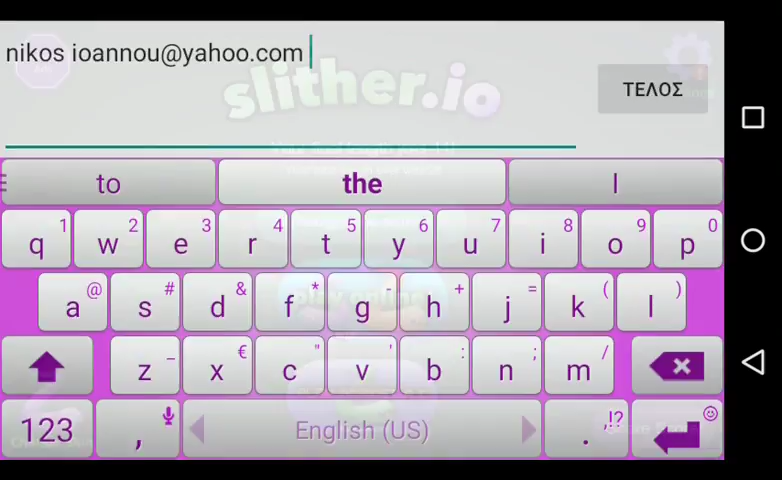 nikos ioannou@yahoo.com
slither.io
ΤΕΛΟΣ
to the I
q 1 w 2 e 3 r 4 t 5 y 6 u 7 i 8 o 9 p 0
a @ s # d & f * g - h + j = k ( l )
z _ x € c " v ' b : n ; m /
123 , English (US) . ,!?